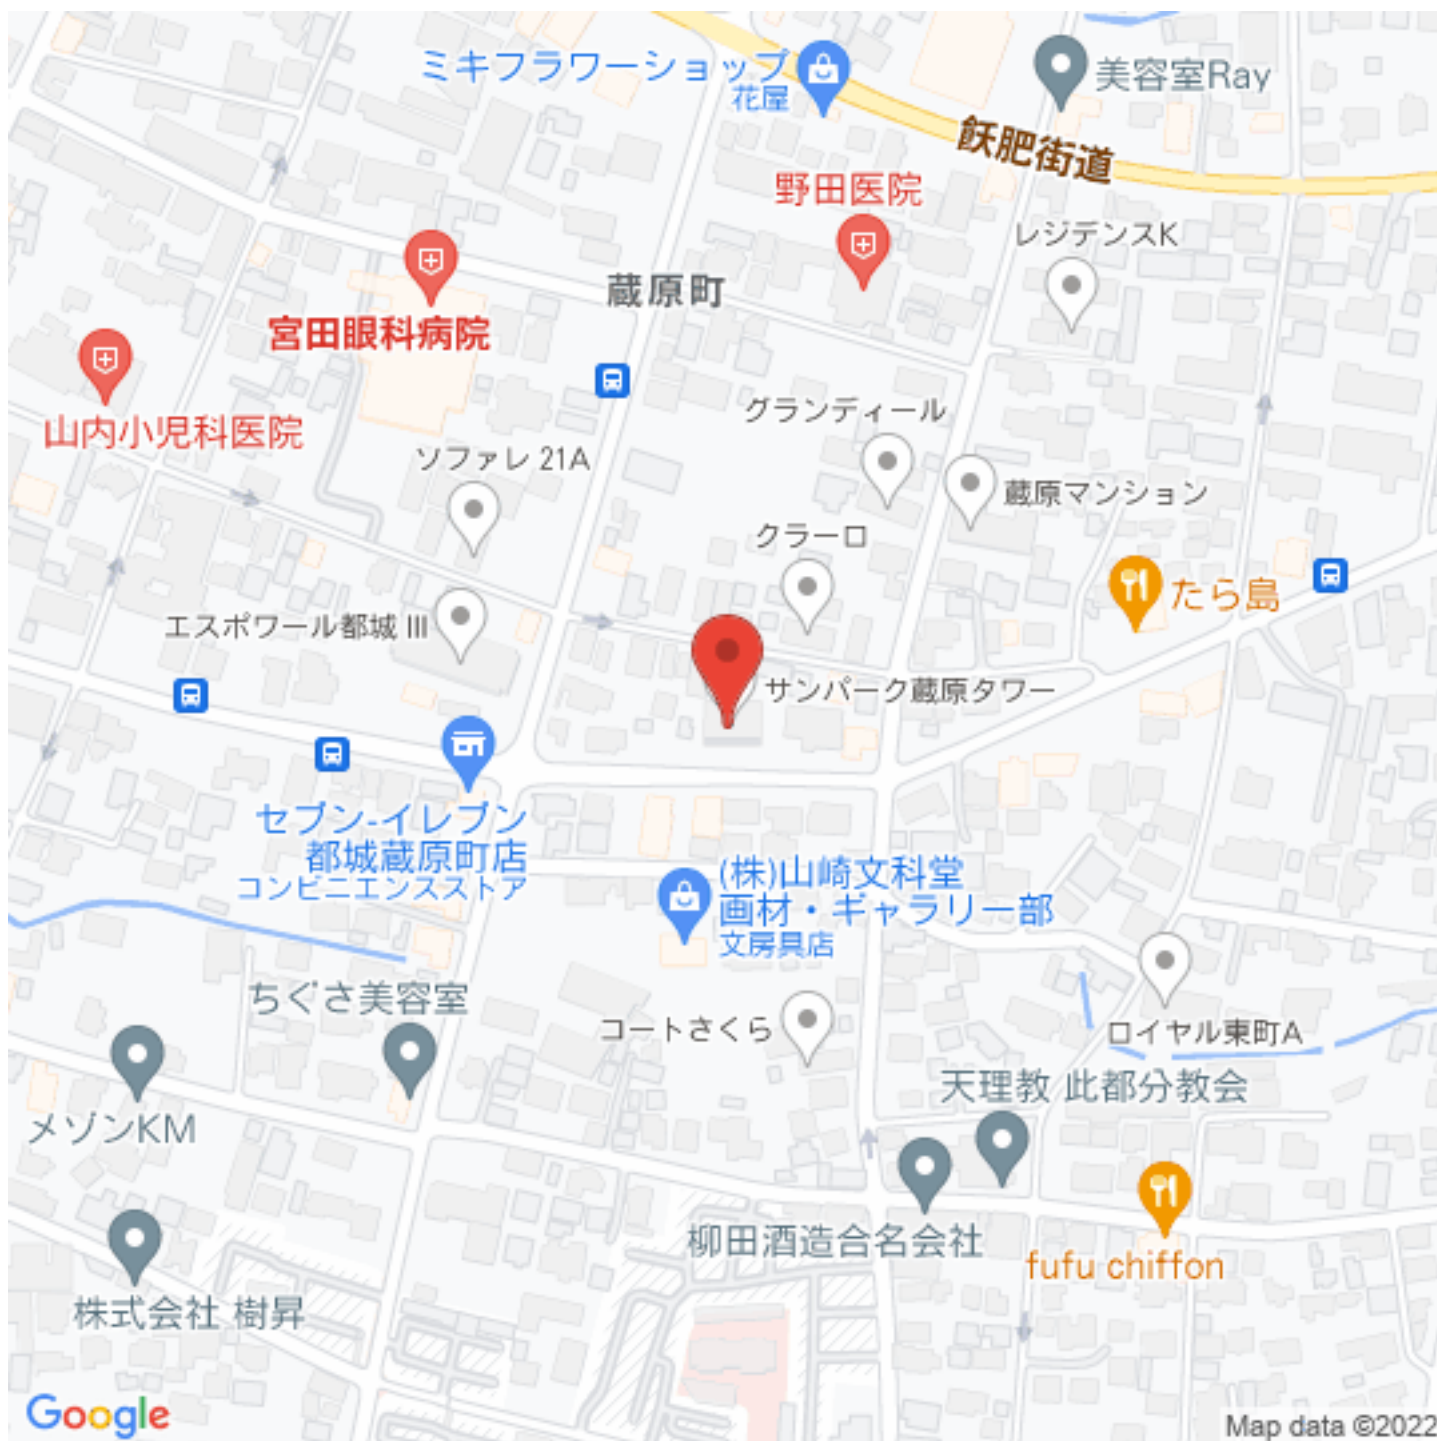 ミキフラワーショップ
花屋
美容室Ray
飫肥街道
野田医院
レジデンスK
蔵原町
宮田眼科病院
山内小児科医院
グランディール
ソファレ 21A
蔵原マンション
クラーロ
たら島
エスポワール都城 III
サンパーク蔵原タワー
セブン-イレブン
都城蔵原町店
コンビニエンスストア
(株)山崎文科堂
画材・ギャラリー部
文房具店
ちぐさ美容室
コートさくら
ロイヤル東町A
天理教 此都分教会
メゾンKM
柳田酒造合名会社
fufu chiffon
株式会社 樹昇
Google
Map data ©2022